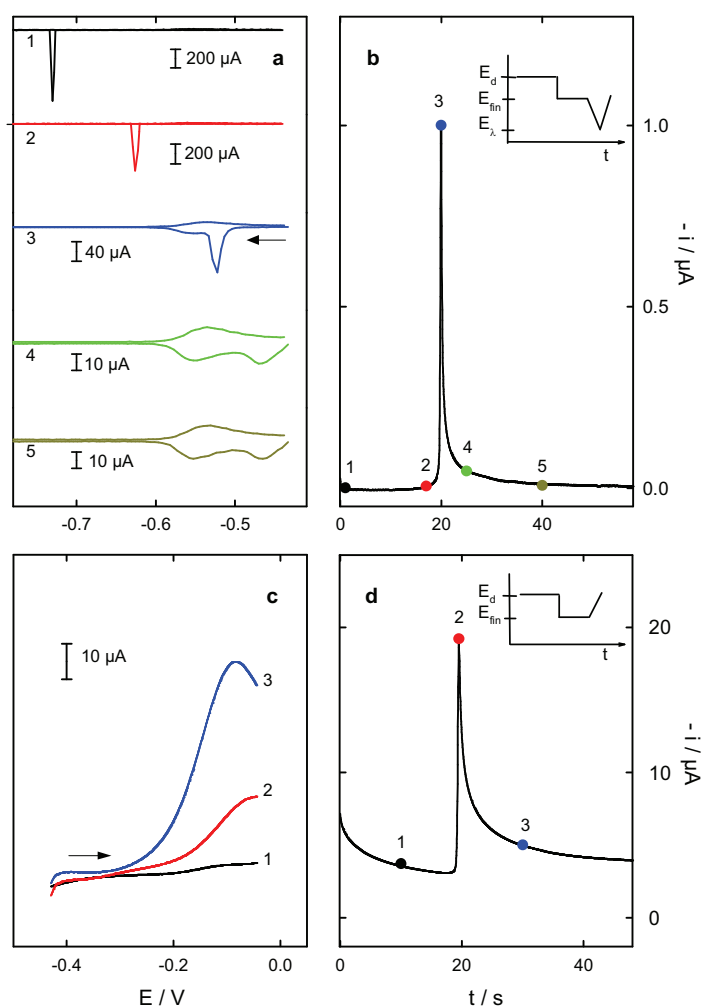 a
1
200 µA
2
200 µA
3
40 µA
4
10 µA
5
10 µA
-0.7 -0.6 -0.5
b
E_d
E_fin
E_λ
t
3
1
2
4
5
1.0
0.5
0.0
- i / µA
0 20 40
c
10 µA
3
2
1
-0.4 -0.2 0.0
E / V
d
E_d
E_fin
t
2
1
3
20
10
0
- i / µA
0 20 40
t / s